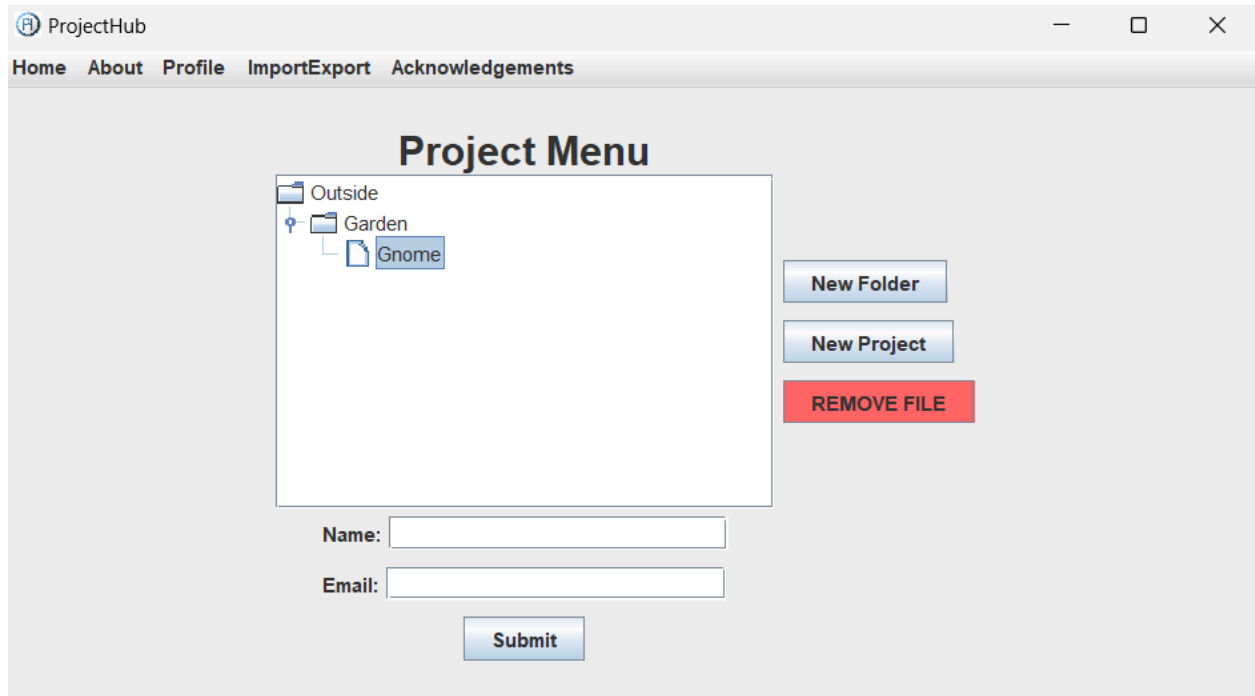 ProjectHub
Home About Profile ImportExport Acknowledgements
Project Menu
Outside
Garden
Gnome
New Folder
New Project
REMOVE FILE
Name:
Email:
Submit